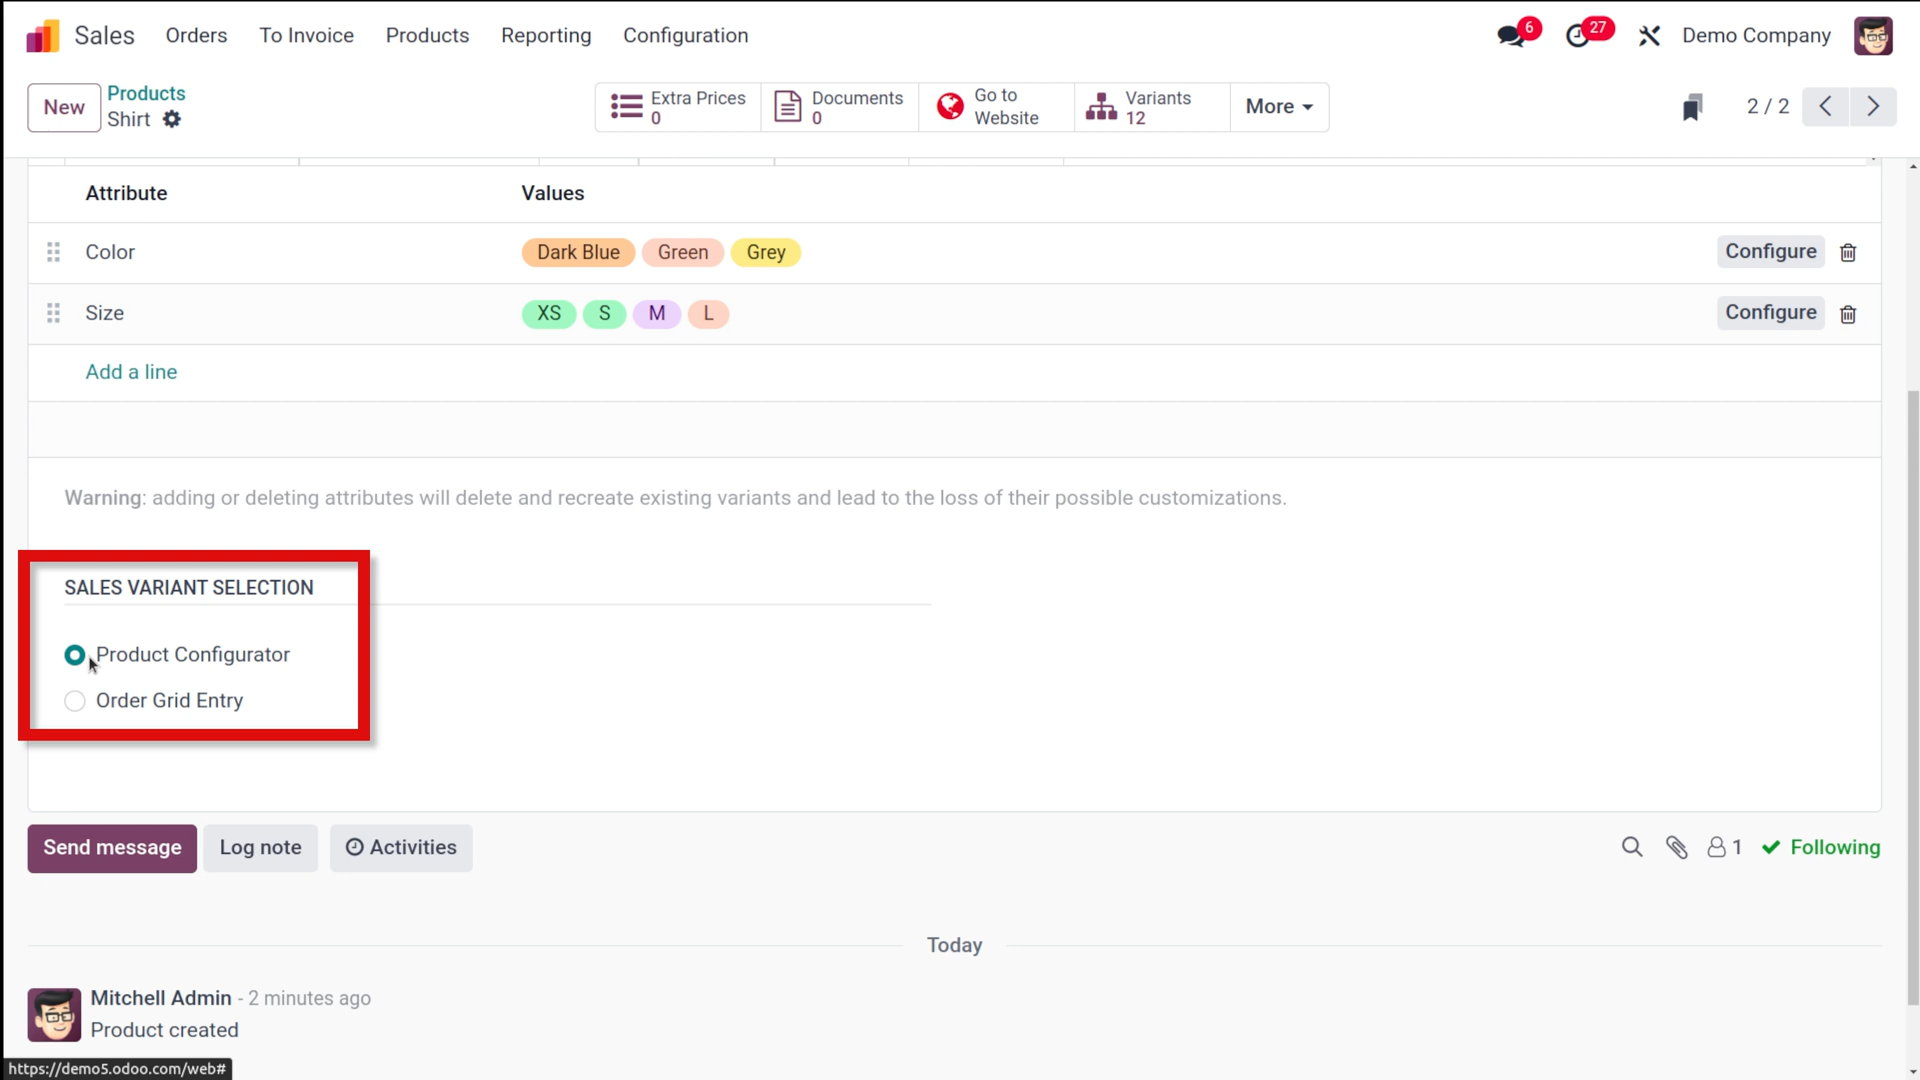 Sales Orders To Invoice Products Reporting Configuration 6 27 Demo Company
New Products Extra Prices Documents Go to Variants More 2 / 2
Shirt 0 0 Website 12
Attribute Values
Color Dark Blue Green Grey Configure
Size XS S M L Configure
Add a line
Warning: adding or deleting attributes will delete and recreate existing variants and lead to the loss of their possible customizations.
SALES VARIANT SELECTION
Product Configurator
Order Grid Entry
Send message Log note Activities 1 Following
Today
Mitchell Admin - 2 minutes ago
Product created
https://demo5.odoo.com/web#